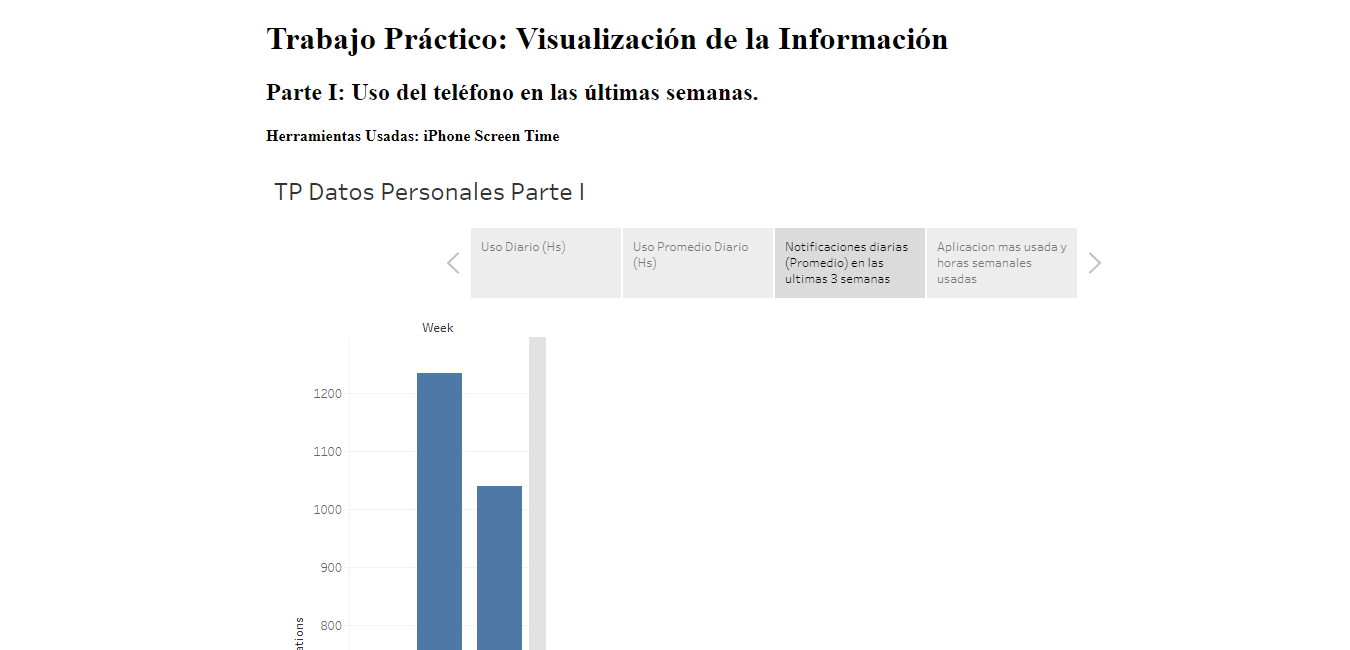 Trabajo Práctico: Visualización de la Información
Parte I: Uso del teléfono en las últimas semanas.
Herramientas Usadas: iPhone Screen Time
TP Datos Personales Parte I
Uso Diario (Hs)
Uso Promedio Diario
(Hs)
Notificaciones diarias
(Promedio) en las
ultimas 3 semanas
Aplicacion mas usada y
horas semanales
usadas
Week
1200
1100
1000
900
800